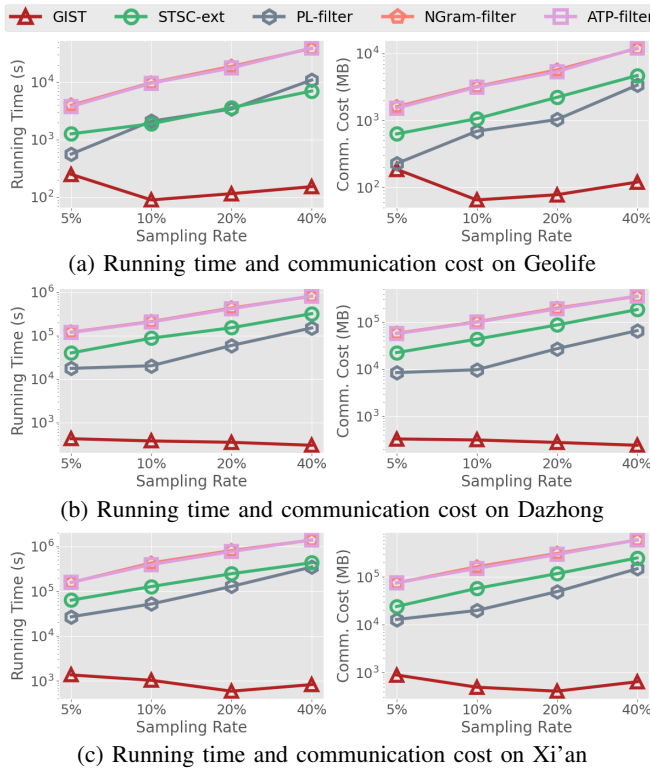 GIST STSC-ext PL-filter NGram-filter ATP-filter
Running Time (s)
10^4
10^3
10^2
5% 10% 20% 40%
Sampling Rate
Comm. Cost (MB)
10^4
10^3
10^2
5% 10% 20% 40%
Sampling Rate
(a) Running time and communication cost on Geolife
Running Time (s)
10^6
10^5
10^4
10^3
5% 10% 20% 40%
Sampling Rate
Comm. Cost (MB)
10^5
10^4
10^3
5% 10% 20% 40%
Sampling Rate
(b) Running time and communication cost on Dazhong
Running Time (s)
10^6
10^5
10^4
10^3
5% 10% 20% 40%
Sampling Rate
Comm. Cost (MB)
10^5
10^4
10^3
5% 10% 20% 40%
Sampling Rate
(c) Running time and communication cost on Xi'an